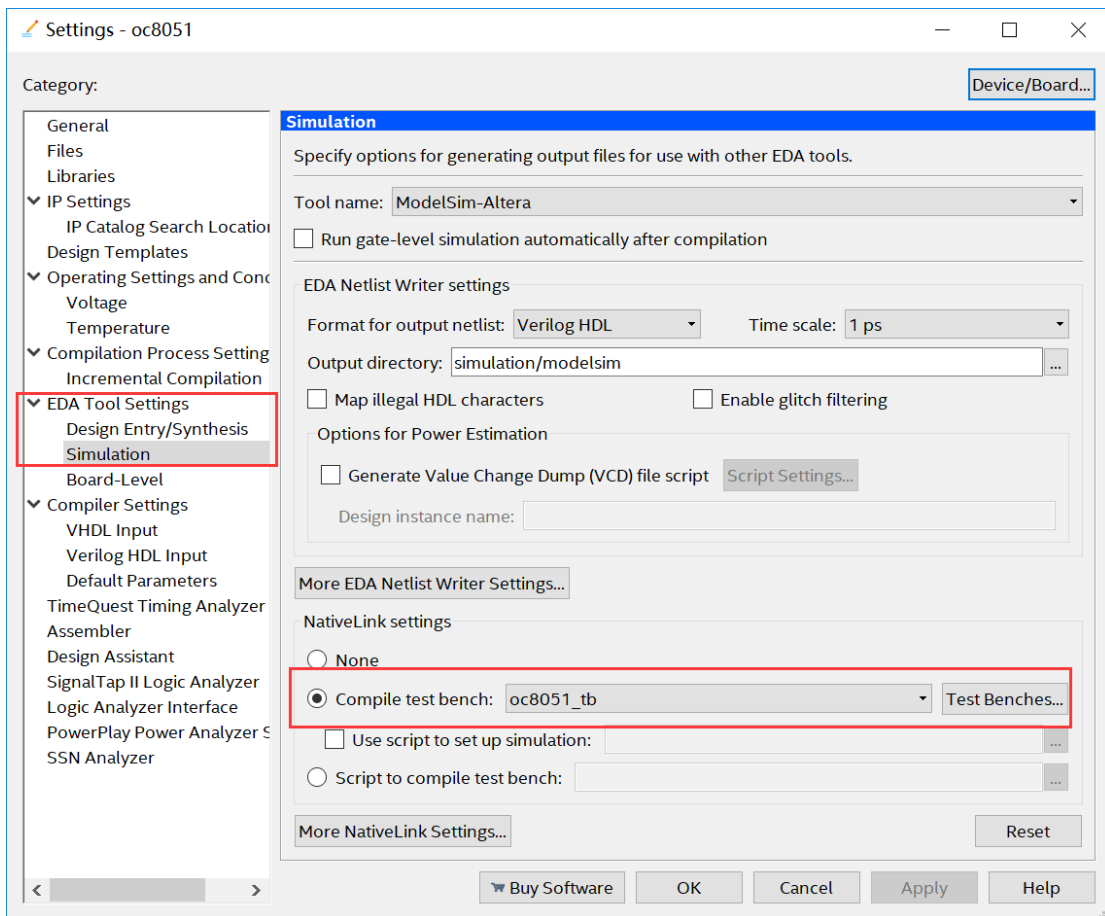 Settings - oc8051
Category:
Device/Board...
General
Files
Libraries
IP Settings
IP Catalog Search Location
Design Templates
Operating Settings and Cond
Voltage
Temperature
Compilation Process Setting
Incremental Compilation
EDA Tool Settings
Design Entry/Synthesis
Simulation
Board-Level
Compiler Settings
VHDL Input
Verilog HDL Input
Default Parameters
TimeQuest Timing Analyzer
Assembler
Design Assistant
SignalTap II Logic Analyzer
Logic Analyzer Interface
PowerPlay Power Analyzer S
SSN Analyzer
Simulation
Specify options for generating output files for use with other EDA tools.
Tool name: ModelSim-Altera
Run gate-level simulation automatically after compilation
EDA Netlist Writer settings
Format for output netlist: Verilog HDL Time scale: 1 ps
Output directory: simulation/modelsim ...
Map illegal HDL characters Enable glitch filtering
Options for Power Estimation
Generate Value Change Dump (VCD) file script Script Settings...
Design instance name:
More EDA Netlist Writer Settings...
NativeLink settings
None
Compile test bench: oc8051_tb Test Benches...
Use script to set up simulation: ...
Script to compile test bench: ...
More NativeLink Settings... Reset
Buy Software OK Cancel Apply Help